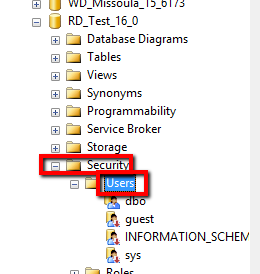 WD_Missoula_15_6173
RD_Test_16_0
Database Diagrams
Tables
Views
Synonyms
Programmability
Service Broker
Storage
Security
Users
dbo
guest
INFORMATION_SCHEM
sys
Roles